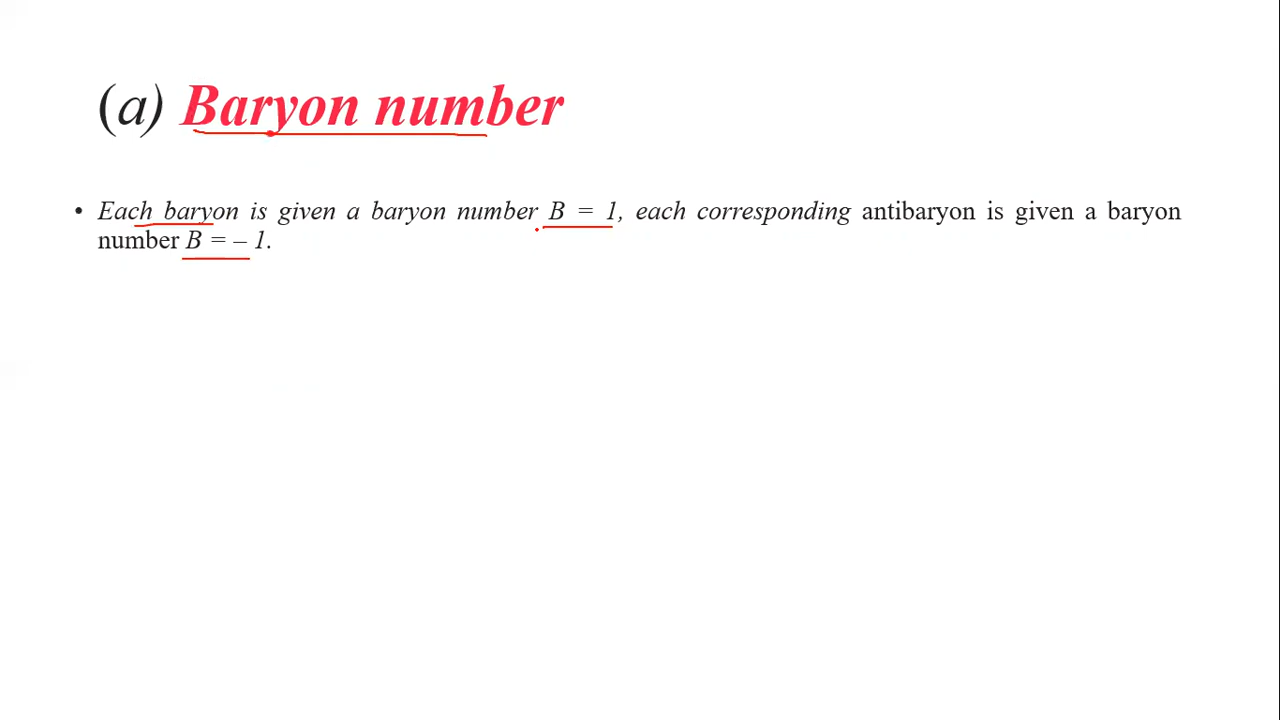 (a) Baryon number
• Each baryon is given a baryon number B = 1, each corresponding antibaryon is given a baryon
number B = – 1.